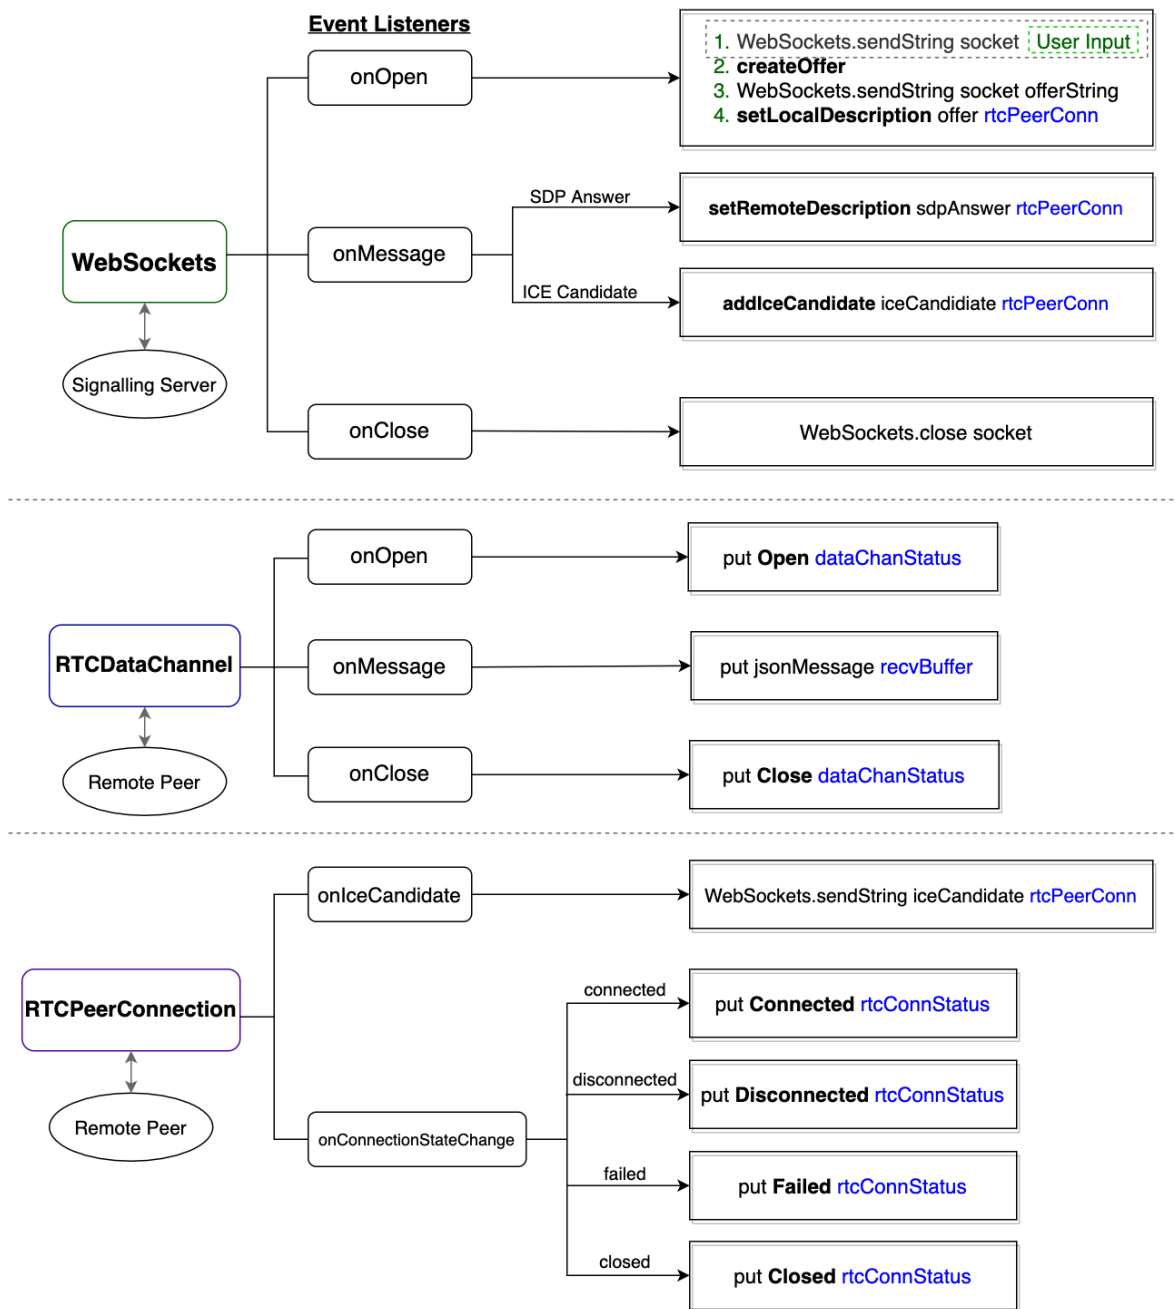 Event Listeners
onOpen
1. WebSockets.sendString socket User Input
2. createOffer
3. WebSockets.sendString socket offerString
4. setLocalDescription offer rtcPeerConn
WebSockets
Signalling Server
onMessage
SDP Answer
setRemoteDescription sdpAnswer rtcPeerConn
ICE Candidate
addIceCandidate iceCandidiate rtcPeerConn
onClose
WebSockets.close socket
onOpen
put Open dataChanStatus
RTCDataChannel
Remote Peer
onMessage
put jsonMessage recvBuffer
onClose
put Close dataChanStatus
onIceCandidate
WebSockets.sendString iceCandidate rtcPeerConn
RTCPeerConnection
Remote Peer
onConnectionStateChange
connected
put Connected rtcConnStatus
disconnected
put Disconnected rtcConnStatus
failed
put Failed rtcConnStatus
closed
put Closed rtcConnStatus